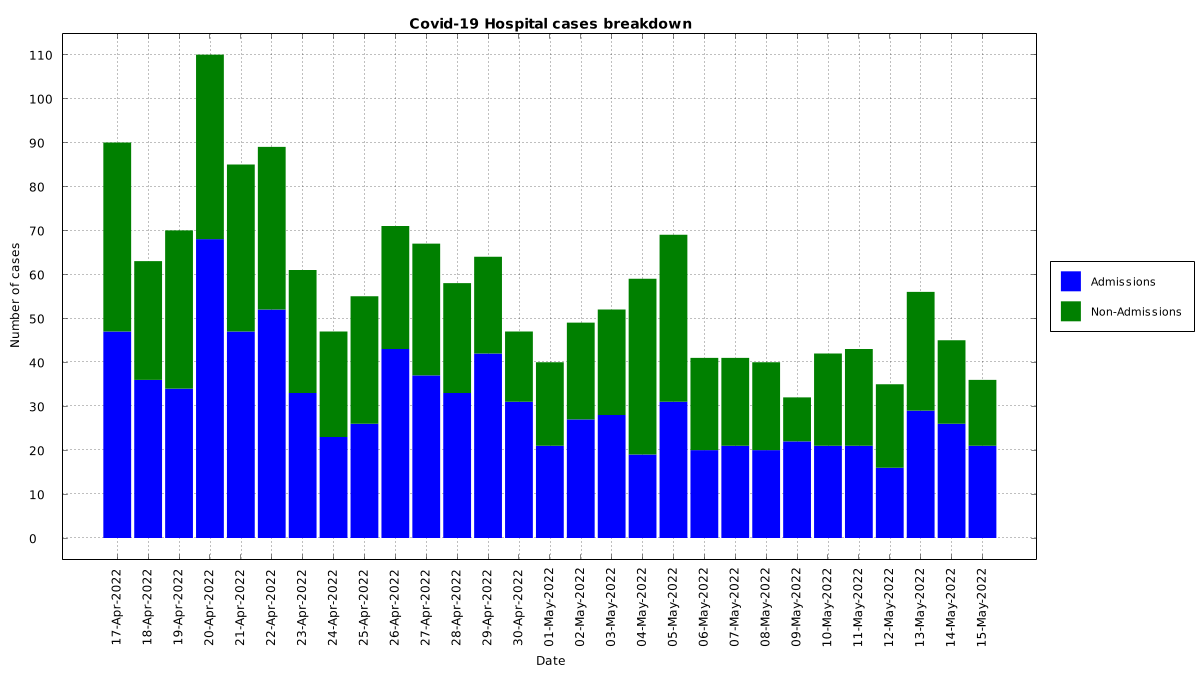 Covid-19 Hospital cases breakdown
110
100
90
80
70
60
50
40
30
20
10
0
Number of cases
17-Apr-2022
18-Apr-2022
19-Apr-2022
20-Apr-2022
21-Apr-2022
22-Apr-2022
23-Apr-2022
24-Apr-2022
25-Apr-2022
26-Apr-2022
27-Apr-2022
28-Apr-2022
29-Apr-2022
30-Apr-2022
01-May-2022
02-May-2022
03-May-2022
04-May-2022
05-May-2022
06-May-2022
07-May-2022
08-May-2022
09-May-2022
10-May-2022
11-May-2022
12-May-2022
13-May-2022
14-May-2022
15-May-2022
Date
Admissions
Non-Admissions